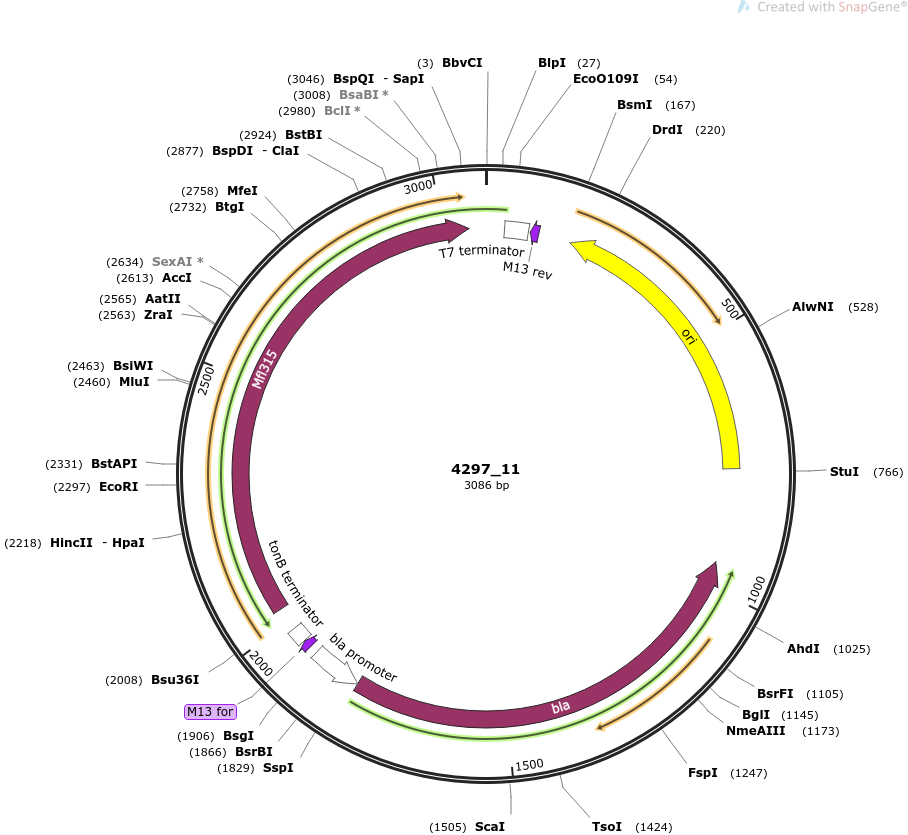 Created with SnapGene®
(3) BbvCI
BlpI (27)
EcoO109I (54)
BsmI (167)
DrdI (220)
AlwNI (528)
StuI (766)
AhdI (1025)
BsrFI (1105)
BglI (1145)
NmeAIII (1173)
FspI (1247)
TsoI (1424)
(1505) ScaI
(1829) SspI
(1866) BsrBI
(1906) BsgI
M13 for
(2008) Bsu36I
(2218) HincII - HpaI
(2297) EcoRI
(2331) BstAPI
(2460) MluI
(2463) BsiWI
(2563) ZraI
(2565) AatII
(2613) AccI
(2634) SexAI *
(2732) BtgI
(2758) MfeI
(2877) BspDI - ClaI
(2924) BstBI
(2980) BclI *
(3008) BsaBI *
(3046) BspQI - SapI
500
1000
1500
2000
2500
3000
T7 terminator
M13 rev
ori
bla
bla promoter
tonB terminator
Mfl315
4297_11
3086 bp